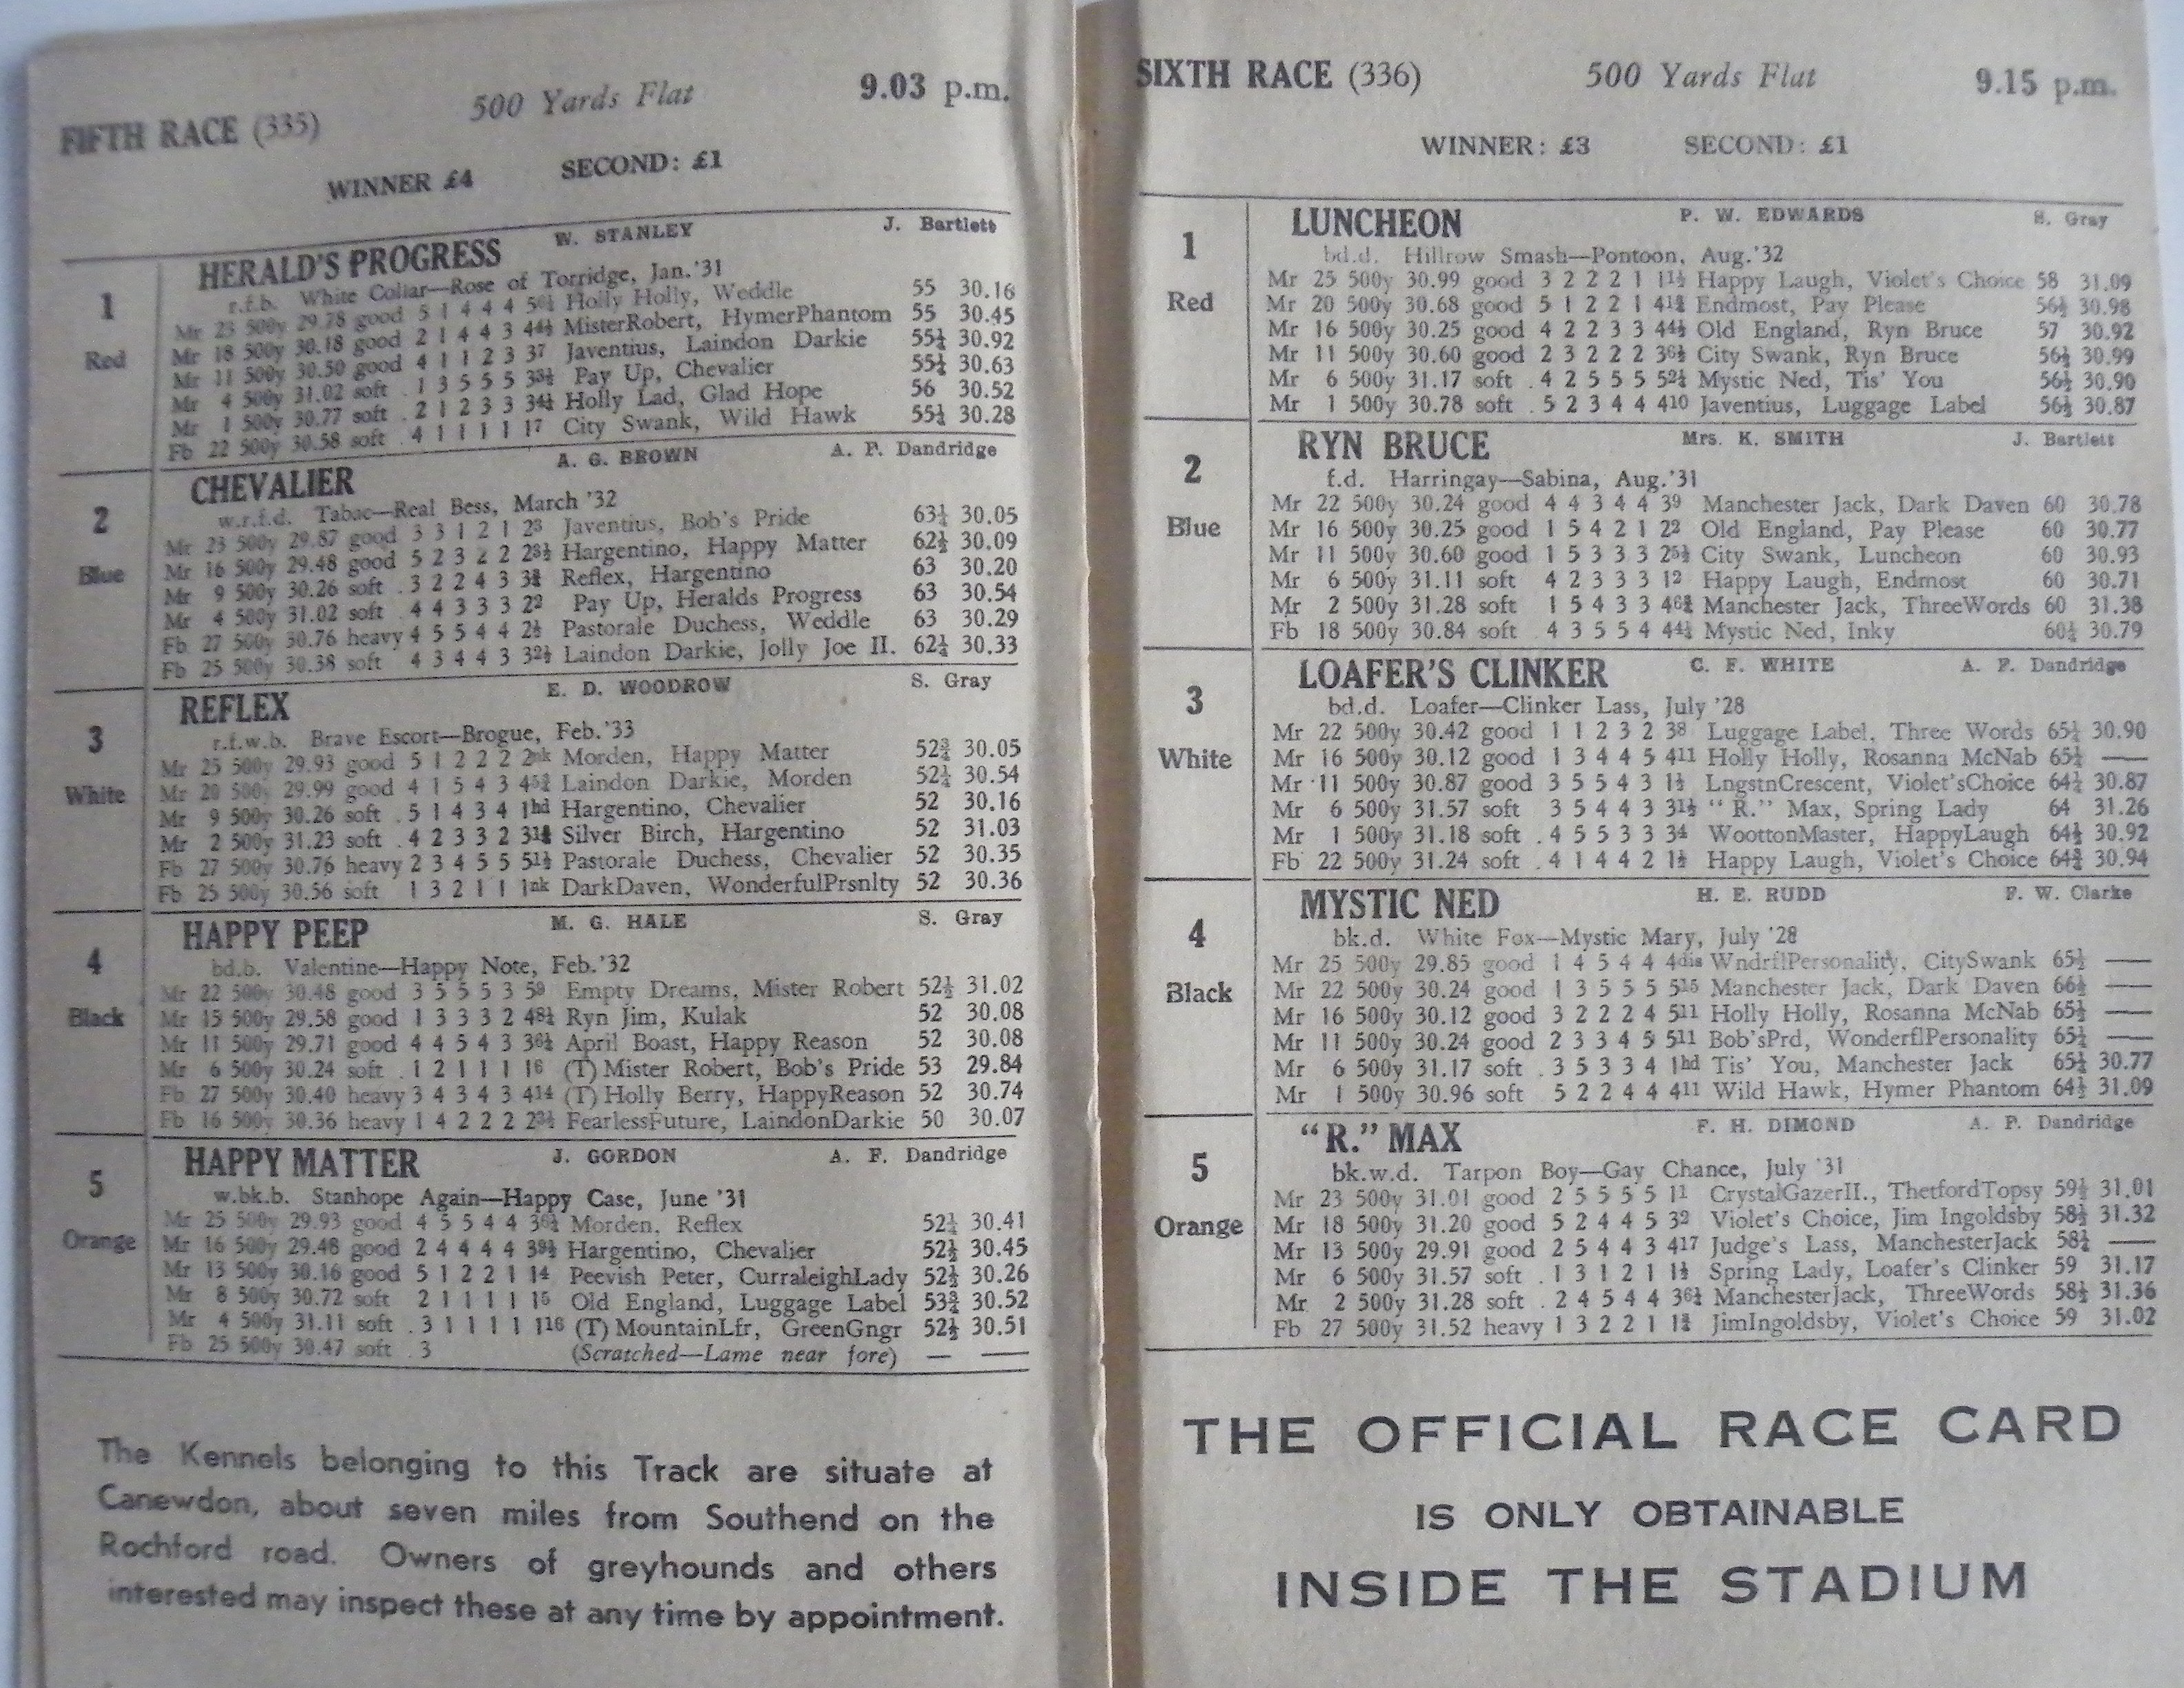 FIFTH RACE (335) 500 Yards Flat 9.03 p.m.
WINNER £4 SECOND: £1
1 Red
HERALD'S PROGRESS W. STANLEY J. Bartlett
r.f.b. White Collar—Rose of Torridge, Jan. '31
Mr 23 500y 29.78 good 5 1 4 4 4 Holly Holly, Weddle 55 30.16
Mr 18 500y 30.18 good 2 1 4 4 3 4 4½ MisterRobert, HymerPhantom 55 30.45
Mr 11 500y 30.50 good 4 1 1 2 3 3 7 Javentius, Laindon Darkie 55¼ 30.92
Mr 4 500y 31.02 soft . 1 3 5 5 5 3 Pay Up, Chevalier 55¼ 30.63
Mr 1 500y 30.77 soft . 2 1 2 3 3 3 Holly Lad, Glad Hope 56 30.52
Fb 22 500y 30.58 soft . 4 1 1 1 1 1 7 City Swank, Wild Hawk 55½ 30.28
2 Blue
CHEVALIER A. G. BROWN A. P. Dandridge
w.r.f.d. Tabac—Real Bess, March '32
Mr 23 500y 29.87 good 3 3 1 2 1 2 3 Javentius, Bob's Pride 63¼ 30.05
Mr 16 500y 29.48 good 5 2 3 2 2 2 Hargentino, Happy Matter 62½ 30.09
Mr 9 500y 30.26 soft . 3 2 2 4 3 3 Reflex, Hargentino 63 30.20
Mr 4 500y 31.02 soft . 4 4 3 3 3 2 2 Pay Up, Heralds Progress 63 30.54
Fb 27 500y 30.76 heavy 4 5 5 4 4 2 Pastorale Duchess, Weddle 63 30.29
Fb 25 500y 30.38 soft 4 3 4 4 3 3 Laindon Darkie, Jolly Joe II. 62½ 30.33
3 White
REFLEX E. D. WOODROW S. Gray
r.f.w.b. Brave Escort—Brogue, Feb. '33
Mr 25 500y 29.93 good 5 1 2 2 2 2nk Morden, Happy Matter 52¾ 30.05
Mr 20 500y 29.99 good 4 1 5 4 3 4 Laindon Darkie, Morden 52¼ 30.54
Mr 9 500y 30.26 soft . 5 1 4 3 4 1hd Hargentino, Chevalier 52 30.16
Mr 2 500y 31.23 soft . 4 2 3 3 2 3 Silver Birch, Hargentino 52 31.03
Fb 27 500y 30.76 heavy 2 3 4 5 5 5 1½ Pastorale Duchess, Chevalier 52 30.35
Fb 25 500y 30.56 soft 1 3 2 1 1 1nk DarkDaven, WonderfulPrsnlty 52 30.36
4 Black
HAPPY PEEP M. G. HALE S. Gray
bd.b. Valentine—Happy Note, Feb. '32
Mr 22 500y 30.48 good 3 5 5 5 3 5 9 Empty Dreams, Mister Robert 52½ 31.02
Mr 15 500y 29.58 good 1 3 3 3 2 4 Ryn Jim, Kulak 52 30.08
Mr 11 500y 29.71 good 4 4 5 4 3 3 April Boast, Happy Reason 52 30.08
Mr 6 500y 30.24 soft . 1 2 1 1 1 1 6 (T) Mister Robert, Bob's Pride 53 29.84
Fb 27 500y 30.40 heavy 3 4 3 4 3 4 14 (T) Holly Berry, HappyReason 52 30.74
Fb 16 500y 30.36 heavy 1 4 2 2 2 2 FearlessFuture, LaindonDarkie 50 30.07
5 Orange
HAPPY MATTER J. GORDON A. F. Dandridge
w.bk.b. Stanhope Again—Happy Case, June '31
Mr 25 500y 29.93 good 4 5 5 4 4 3 Morden, Reflex 52¼ 30.41
Mr 16 500y 29.48 good 2 4 4 4 4 3 Hargentino, Chevalier 52½ 30.45
Mr 13 500y 30.16 good 5 1 2 2 1 1 4 Peevish Peter, CurraleighLady 52½ 30.26
Mr 8 500y 30.72 soft 2 1 1 1 1 1 5 Old England, Luggage Label 53¾ 30.52
Mr 4 500y 31.11 soft . 3 1 1 1 1 1 16 (T) MountainLfr, GreenGngr 52½ 30.51
Fb 25 500y 30.47 soft . 3 (Scratched—Lame near fore) — —
The Kennels belonging to this Track are situate at
Canewdon, about seven miles from Southend on the
Rochford road. Owners of greyhounds and others
interested may inspect these at any time by appointment.
SIXTH RACE (336) 500 Yards Flat 9.15 p.m.
WINNER: £3 SECOND: £1
1 Red
LUNCHEON P. W. EDWARDS S. Gray
bd.d. Hillrow Smash—Pontoon, Aug. '32
Mr 25 500y 30.99 good 3 2 2 2 1 1 1½ Happy Laugh, Violet's Choice 58 31.09
Mr 20 500y 30.68 good 5 1 2 2 1 4 Endmost, Pay Please 56½ 30.98
Mr 16 500y 30.25 good 4 2 2 3 3 4 4½ Old England, Ryn Bruce 57 30.92
Mr 11 500y 30.60 good 2 3 2 2 2 3 City Swank, Ryn Bruce 56½ 30.99
Mr 6 500y 31.17 soft . 4 2 5 5 5 5 Mystic Ned, Tis' You 56½ 30.90
Mr 1 500y 30.78 soft . 5 2 3 4 4 4 10 Javentius, Luggage Label 56½ 30.87
2 Blue
RYN BRUCE Mrs. K. SMITH J. Bartlett
f.d. Harringay—Sabina, Aug. '31
Mr 22 500y 30.24 good 4 4 3 4 4 3 9 Manchester Jack, Dark Daven 60 30.78
Mr 16 500y 30.25 good 1 5 4 2 1 2 2 Old England, Pay Please 60 30.77
Mr 11 500y 30.60 good 1 5 3 3 3 2 City Swank, Luncheon 60 30.93
Mr 6 500y 31.11 soft 4 2 3 3 3 1 2 Happy Laugh, Endmost 60 30.71
Mr 2 500y 31.28 soft 1 5 4 3 3 4 Manchester Jack, ThreeWords 60 31.38
Fb 18 500y 30.84 soft . 4 3 5 5 4 4 Mystic Ned, Inky 60½ 30.79
3 White
LOAFER'S CLINKER C. F. WHITE A. F. Dandridge
bd.d. Loafer—Clinker Lass, July '28
Mr 22 500y 30.42 good 1 1 2 3 2 3 8 Luggage Label, Three Words 65¼ 30.90
Mr 16 500y 30.12 good 1 3 4 4 5 4 11 Holly Holly, Rosanna McNab 65½ —
Mr 11 500y 30.87 good 3 5 5 4 3 1 LngstnCrescent, Violet'sChoice 64½ 30.87
Mr 6 500y 31.57 soft 3 5 4 4 3 3 "R." Max, Spring Lady 64 31.26
Mr 1 500y 31.18 soft . 4 5 5 3 3 3 4 WoottonMaster, HappyLaugh 64½ 30.92
Fb 22 500y 31.24 soft . 4 1 4 4 2 1 Happy Laugh, Violet's Choice 64¾ 30.94
4 Black
MYSTIC NED H. E. RUDD F. W. Clarke
bk.d. White Fox—Mystic Mary, July '28
Mr 25 500y 29.85 good 1 4 5 4 4 4dis WndrflPersonality, CitySwank 65½ —
Mr 22 500y 30.24 good 1 3 5 5 5 5 15 Manchester Jack, Dark Daven 66½ —
Mr 16 500y 30.12 good 3 2 2 2 4 5 11 Holly Holly, Rosanna McNab 65½ —
Mr 11 500y 30.24 good 2 3 3 4 5 5 11 Bob'sPrd, WonderflPersonality 65½ —
Mr 6 500y 31.17 soft . 3 5 3 3 4 1hd Tis' You, Manchester Jack 65½ 30.77
Mr 1 500y 30.96 soft 5 2 2 4 4 4 11 Wild Hawk, Hymer Phantom 64½ 31.09
5 Orange
"R." MAX F. H. DIMOND A. P. Dandridge
bk.w.d. Tarpon Boy—Gay Chance, July '31
Mr 23 500y 31.01 good 2 5 5 5 5 1 1 CrystalGazerII., ThetfordTopsy 59½ 31.01
Mr 18 500y 31.20 good 5 2 4 4 5 3 2 Violet's Choice, Jim Ingoldsby 58½ 31.32
Mr 13 500y 29.91 good 2 5 4 4 3 4 17 Judge's Lass, ManchesterJack 58½ —
Mr 6 500y 31.57 soft . 1 3 1 2 1 1 Spring Lady, Loafer's Clinker 59 31.17
Mr 2 500y 31.28 soft . 2 4 5 4 4 3 ManchesterJack, ThreeWords 58½ 31.36
Fb 27 500y 31.52 heavy 1 3 2 2 1 1 JimIngoldsby, Violet's Choice 59 31.02
THE OFFICIAL RACE CARD
IS ONLY OBTAINABLE
INSIDE THE STADIUM